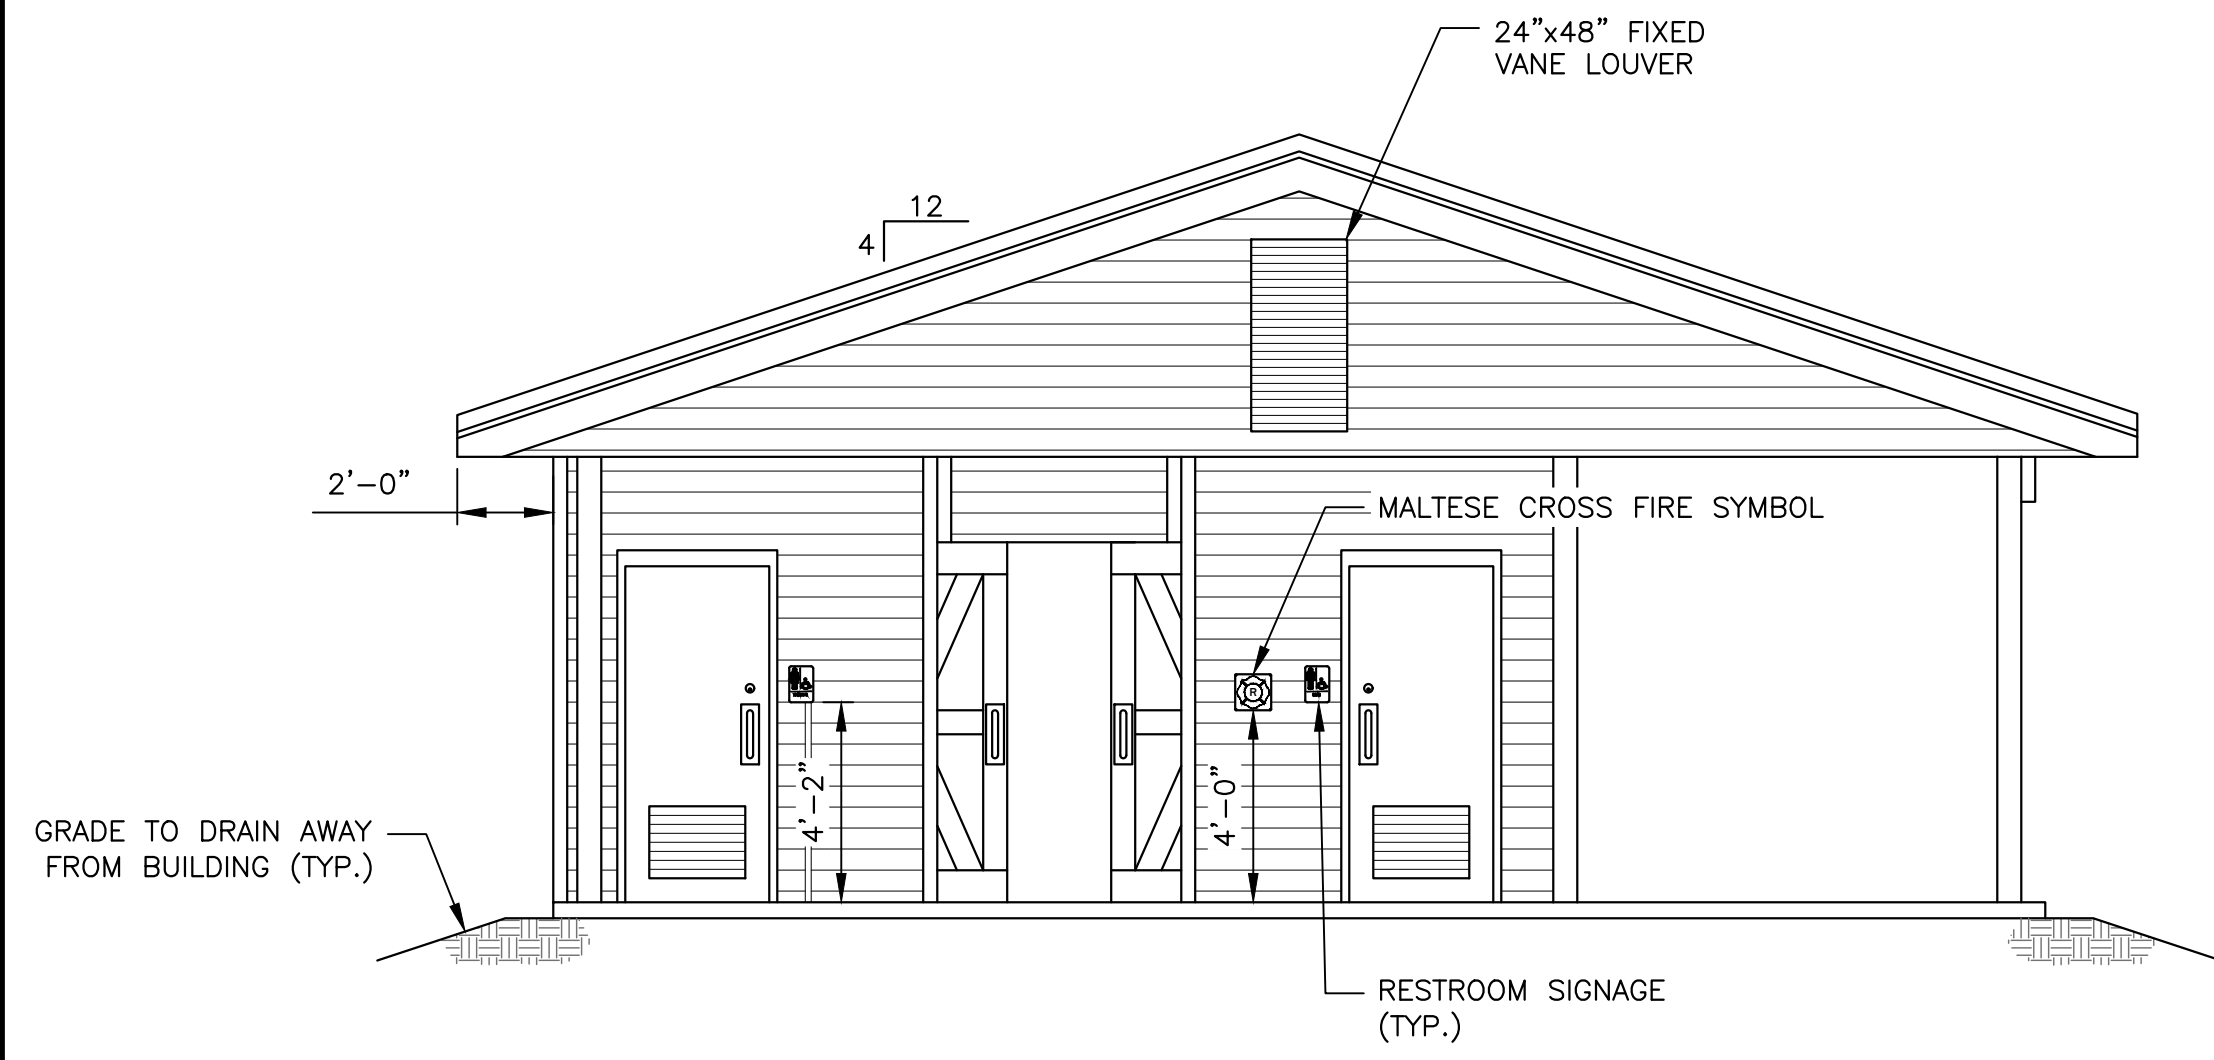 24”x48” FIXED
VANE LOUVER
12
4
2’-0”
MALTESE CROSS FIRE SYMBOL
R
4’-2”
4’-0”
GRADE TO DRAIN AWAY
FROM BUILDING (TYP.)
RESTROOM SIGNAGE
(TYP.)